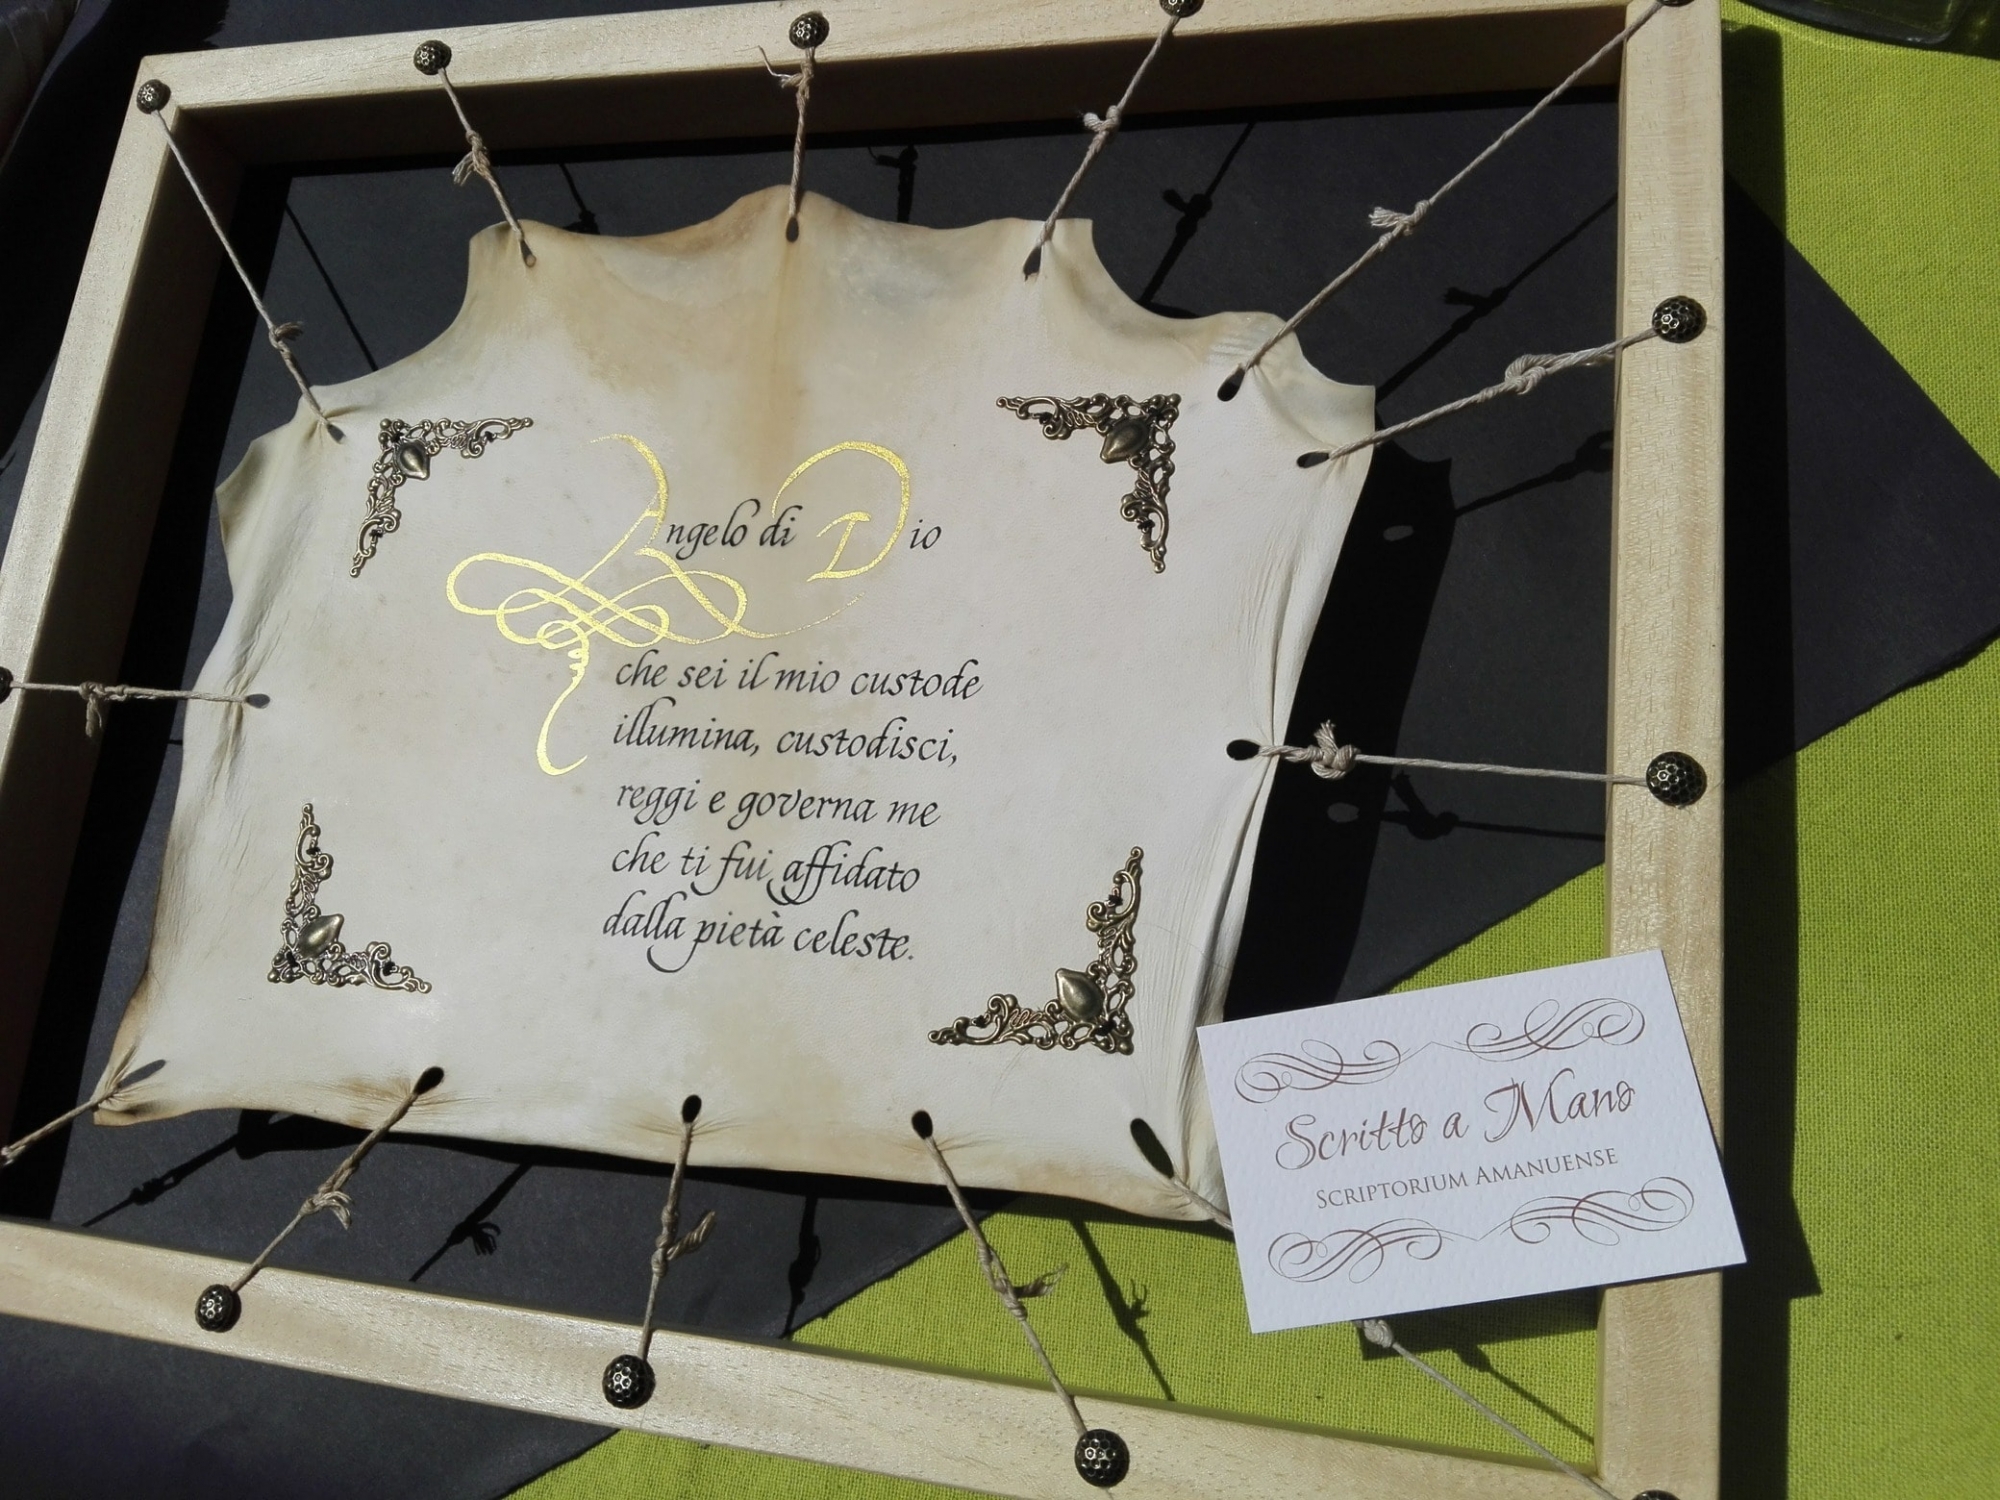 Angelo di Dio
che sei il mio custode
illumina, custodisci,
reggi e governa me
che ti fui affidato
dalla pietà celeste.
Scritto a Mano
Scriptorium Amanuense